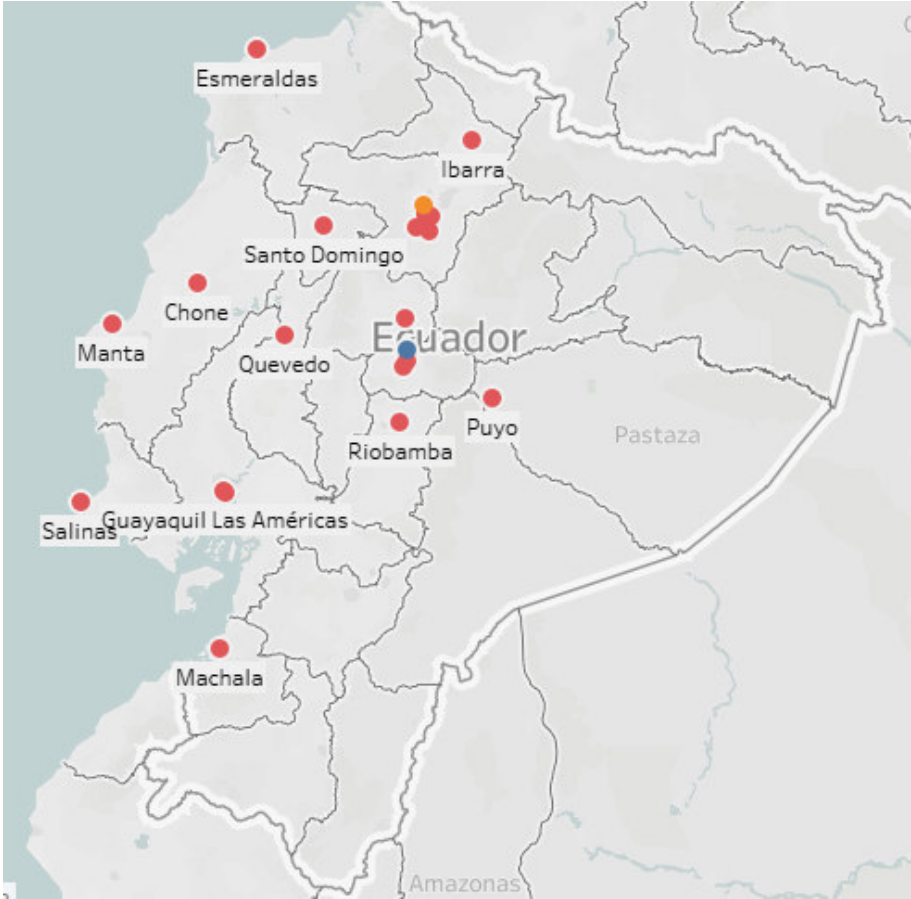 Esmeraldas
Ibarra
Santo Domingo
Chone
Manta
Ecuador
Quevedo
Puyo
Pastaza
Riobamba
Guayaquil Las Américas
Salinas
Machala
Amazonas